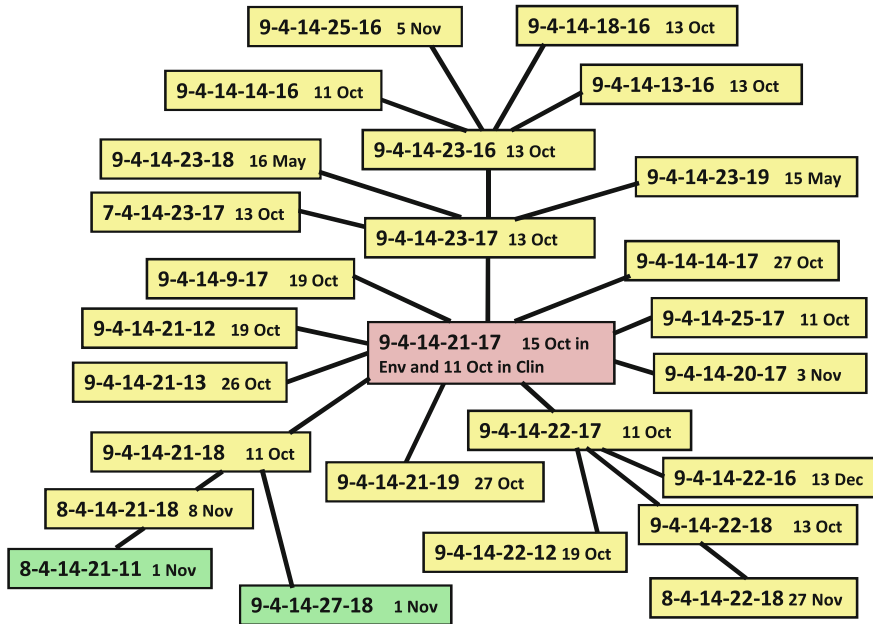 9-4-14-25-16 5 Nov
9-4-14-18-16 13 Oct
9-4-14-14-16 11 Oct
9-4-14-13-16 13 Oct
9-4-14-23-16 13 Oct
9-4-14-23-18 16 May
9-4-14-23-19 15 May
7-4-14-23-17 13 Oct
9-4-14-23-17 13 Oct
9-4-14-9-17 19 Oct
9-4-14-14-17 27 Oct
9-4-14-21-12 19 Oct
9-4-14-25-17 11 Oct
9-4-14-21-17 15 Oct in
Env and 11 Oct in Clin
9-4-14-21-13 26 Oct
9-4-14-20-17 3 Nov
9-4-14-21-18 11 Oct
9-4-14-22-17 11 Oct
9-4-14-21-19 27 Oct
9-4-14-22-16 13 Dec
8-4-14-21-18 8 Nov
9-4-14-22-18 13 Oct
9-4-14-22-12 19 Oct
8-4-14-21-11 1 Nov
9-4-14-27-18 1 Nov
8-4-14-22-18 27 Nov